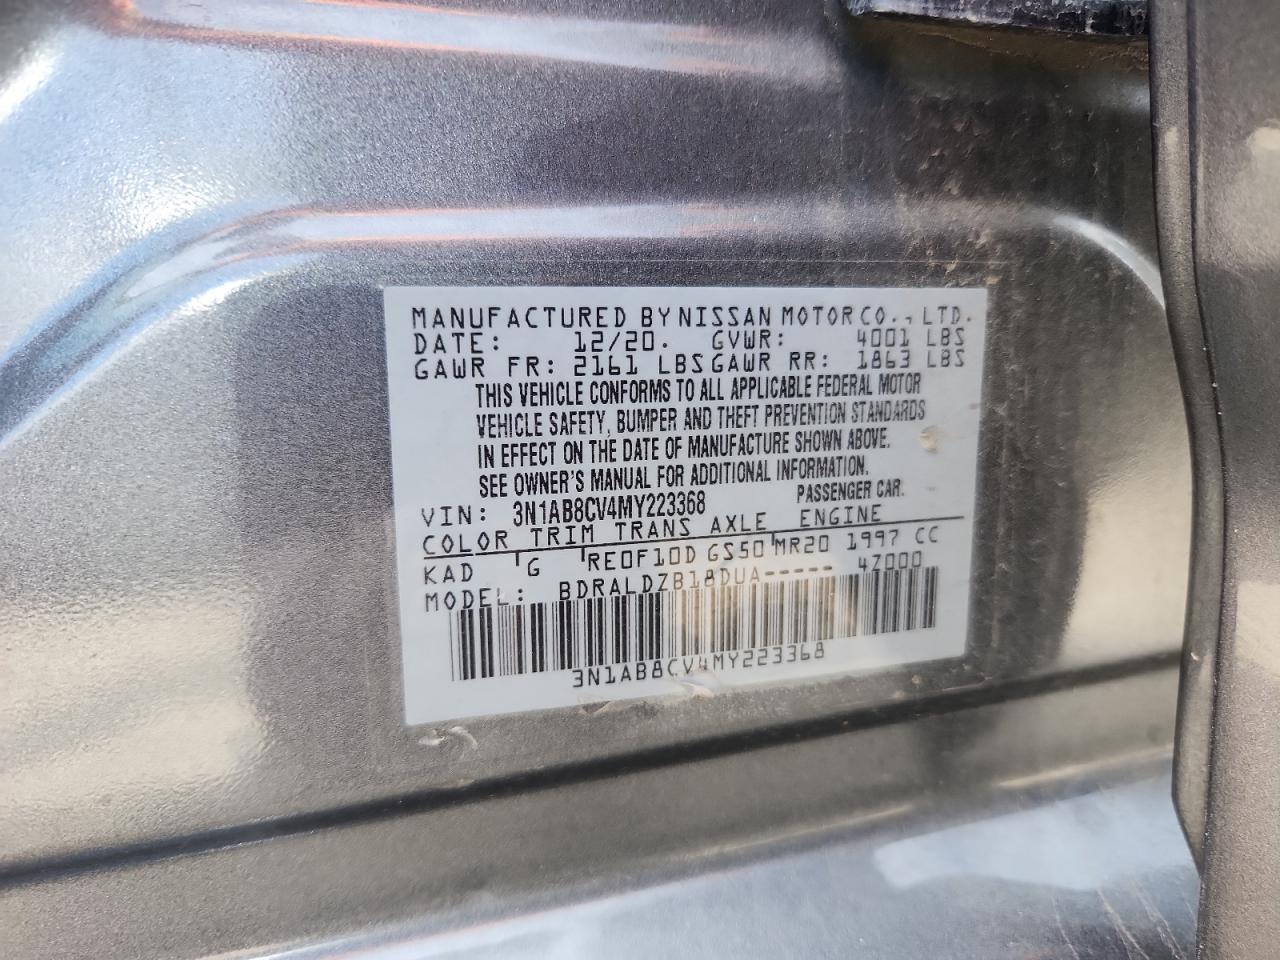 MANUFACTURED BY NISSAN MOTOR CO., LTD.
DATE: 12/20. GVWR: 4001 LBS
GAWR FR: 2161 LBS GAWR RR: 1863 LBS
THIS VEHICLE CONFORMS TO ALL APPLICABLE FEDERAL MOTOR
VEHICLE SAFETY, BUMPER AND THEFT PREVENTION STANDARDS
IN EFFECT ON THE DATE OF MANUFACTURE SHOWN ABOVE.
SEE OWNER'S MANUAL FOR ADDITIONAL INFORMATION.
VIN: 3N1AB8CV4MY223368 PASSENGER CAR.
COLOR TRIM TRANS AXLE ENGINE
KAD G RE0F10D GS50 MR20 1997 CC
MODEL: BDRALDZB18DUA----- 4Z000
3N1AB8CV4MY223368